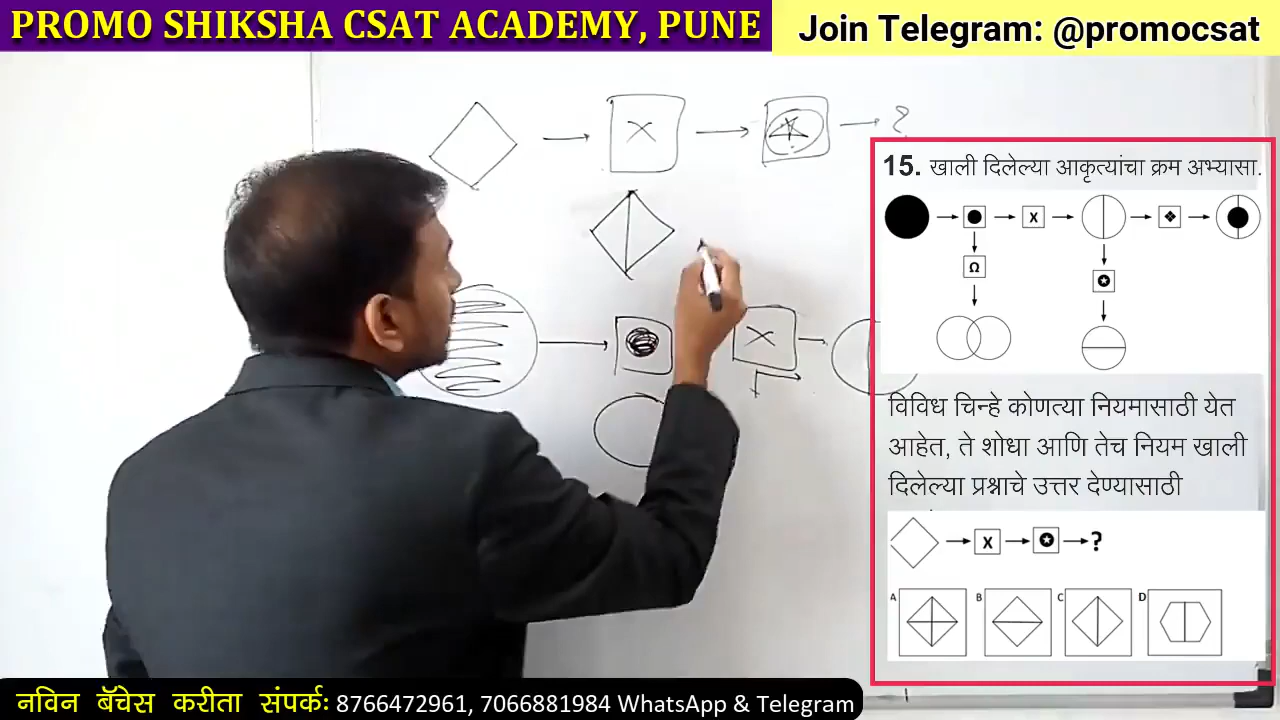 PROMO SHIKSHA CSAT ACADEMY, PUNE
Join Telegram: @promocsat
X
?
X
15. खाली दिलेल्या आकृत्यांचा क्रम अभ्यासा.
X
Ω
विविध चिन्हे कोणत्या नियमासाठी येत
आहेत, ते शोधा आणि तेच नियम खाली
दिलेल्या प्रश्नाचे उत्तर देण्यासाठी
X ?
A B C D
नविन बॅचेस करीता संपर्कः 8766472961, 7066881984 WhatsApp & Telegram